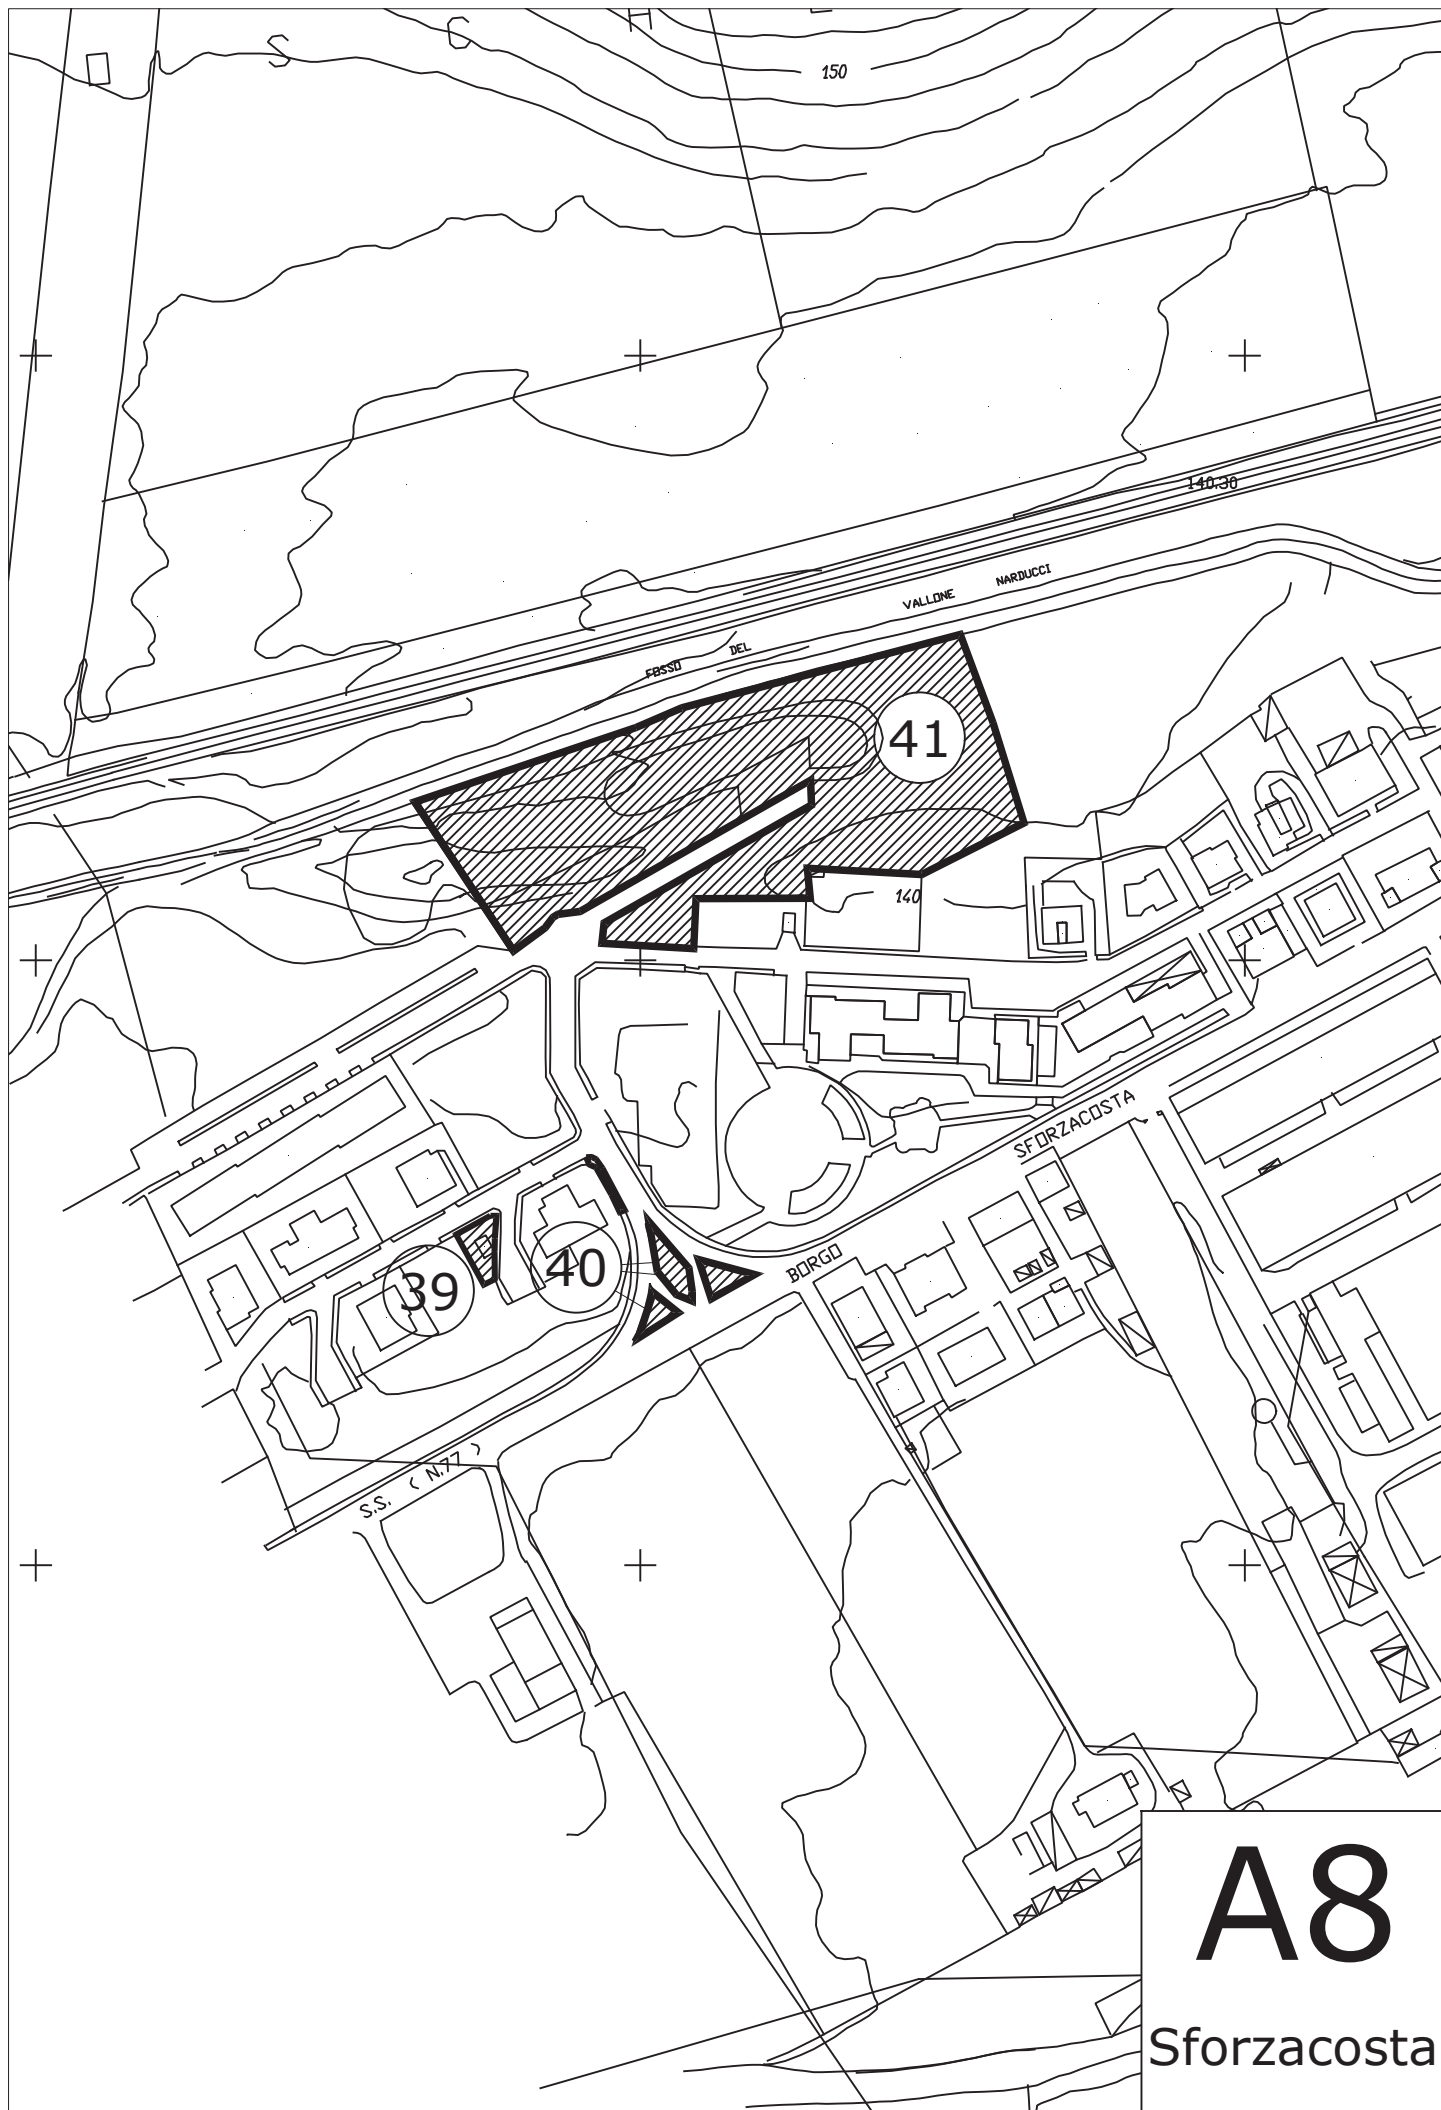 150
140.30
FOSSO DEL VALLONE NARDUCCI
41
140
BORGO SFORZACOSTA
40
39
S.S. ( N.77 )
A8
Sforzacosta